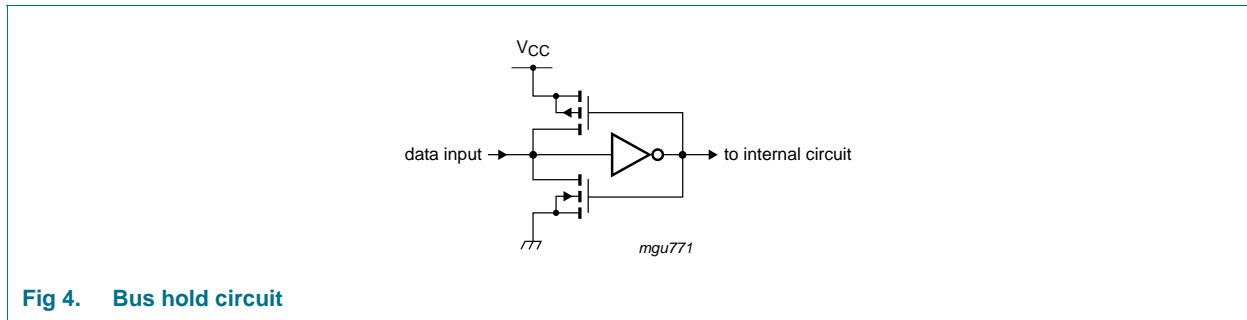 VCC
data input
to internal circuit
mgu771
Fig 4. Bus hold circuit